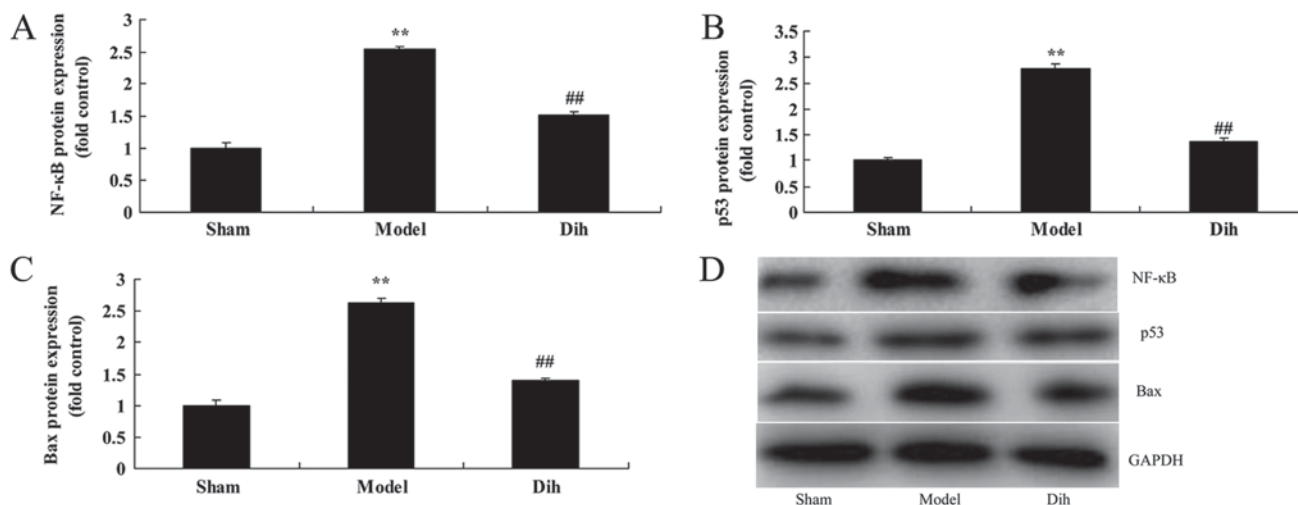 A
NF-κB protein expression
(fold control)
3
2.5
2
1.5
1
0.5
0
**
##
Sham Model Dih
B
p53 protein expression
(fold control)
3.5
3
2.5
2
1.5
1
0.5
0
**
##
Sham Model Dih
C
Bax protein expression
(fold control)
3
2.5
2
1.5
1
0.5
0
**
##
Sham Model Dih
D
NF-κB
p53
Bax
GAPDH
Sham Model Dih